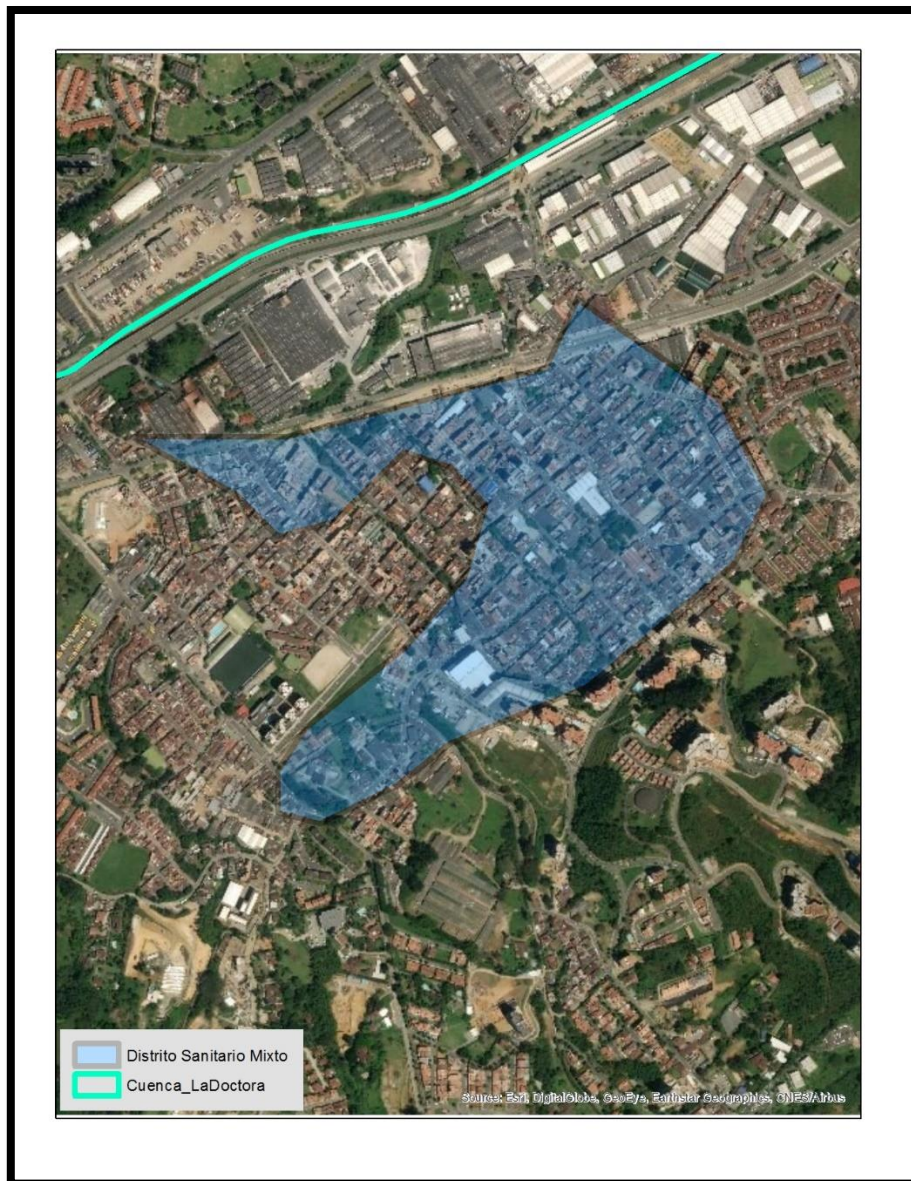 Distrito Sanitario Mixto
Cuenca_LaDoctora
Source: Esri, DigitalGlobe, GeoEye, Earthstar Geographics, CNES/Airbus